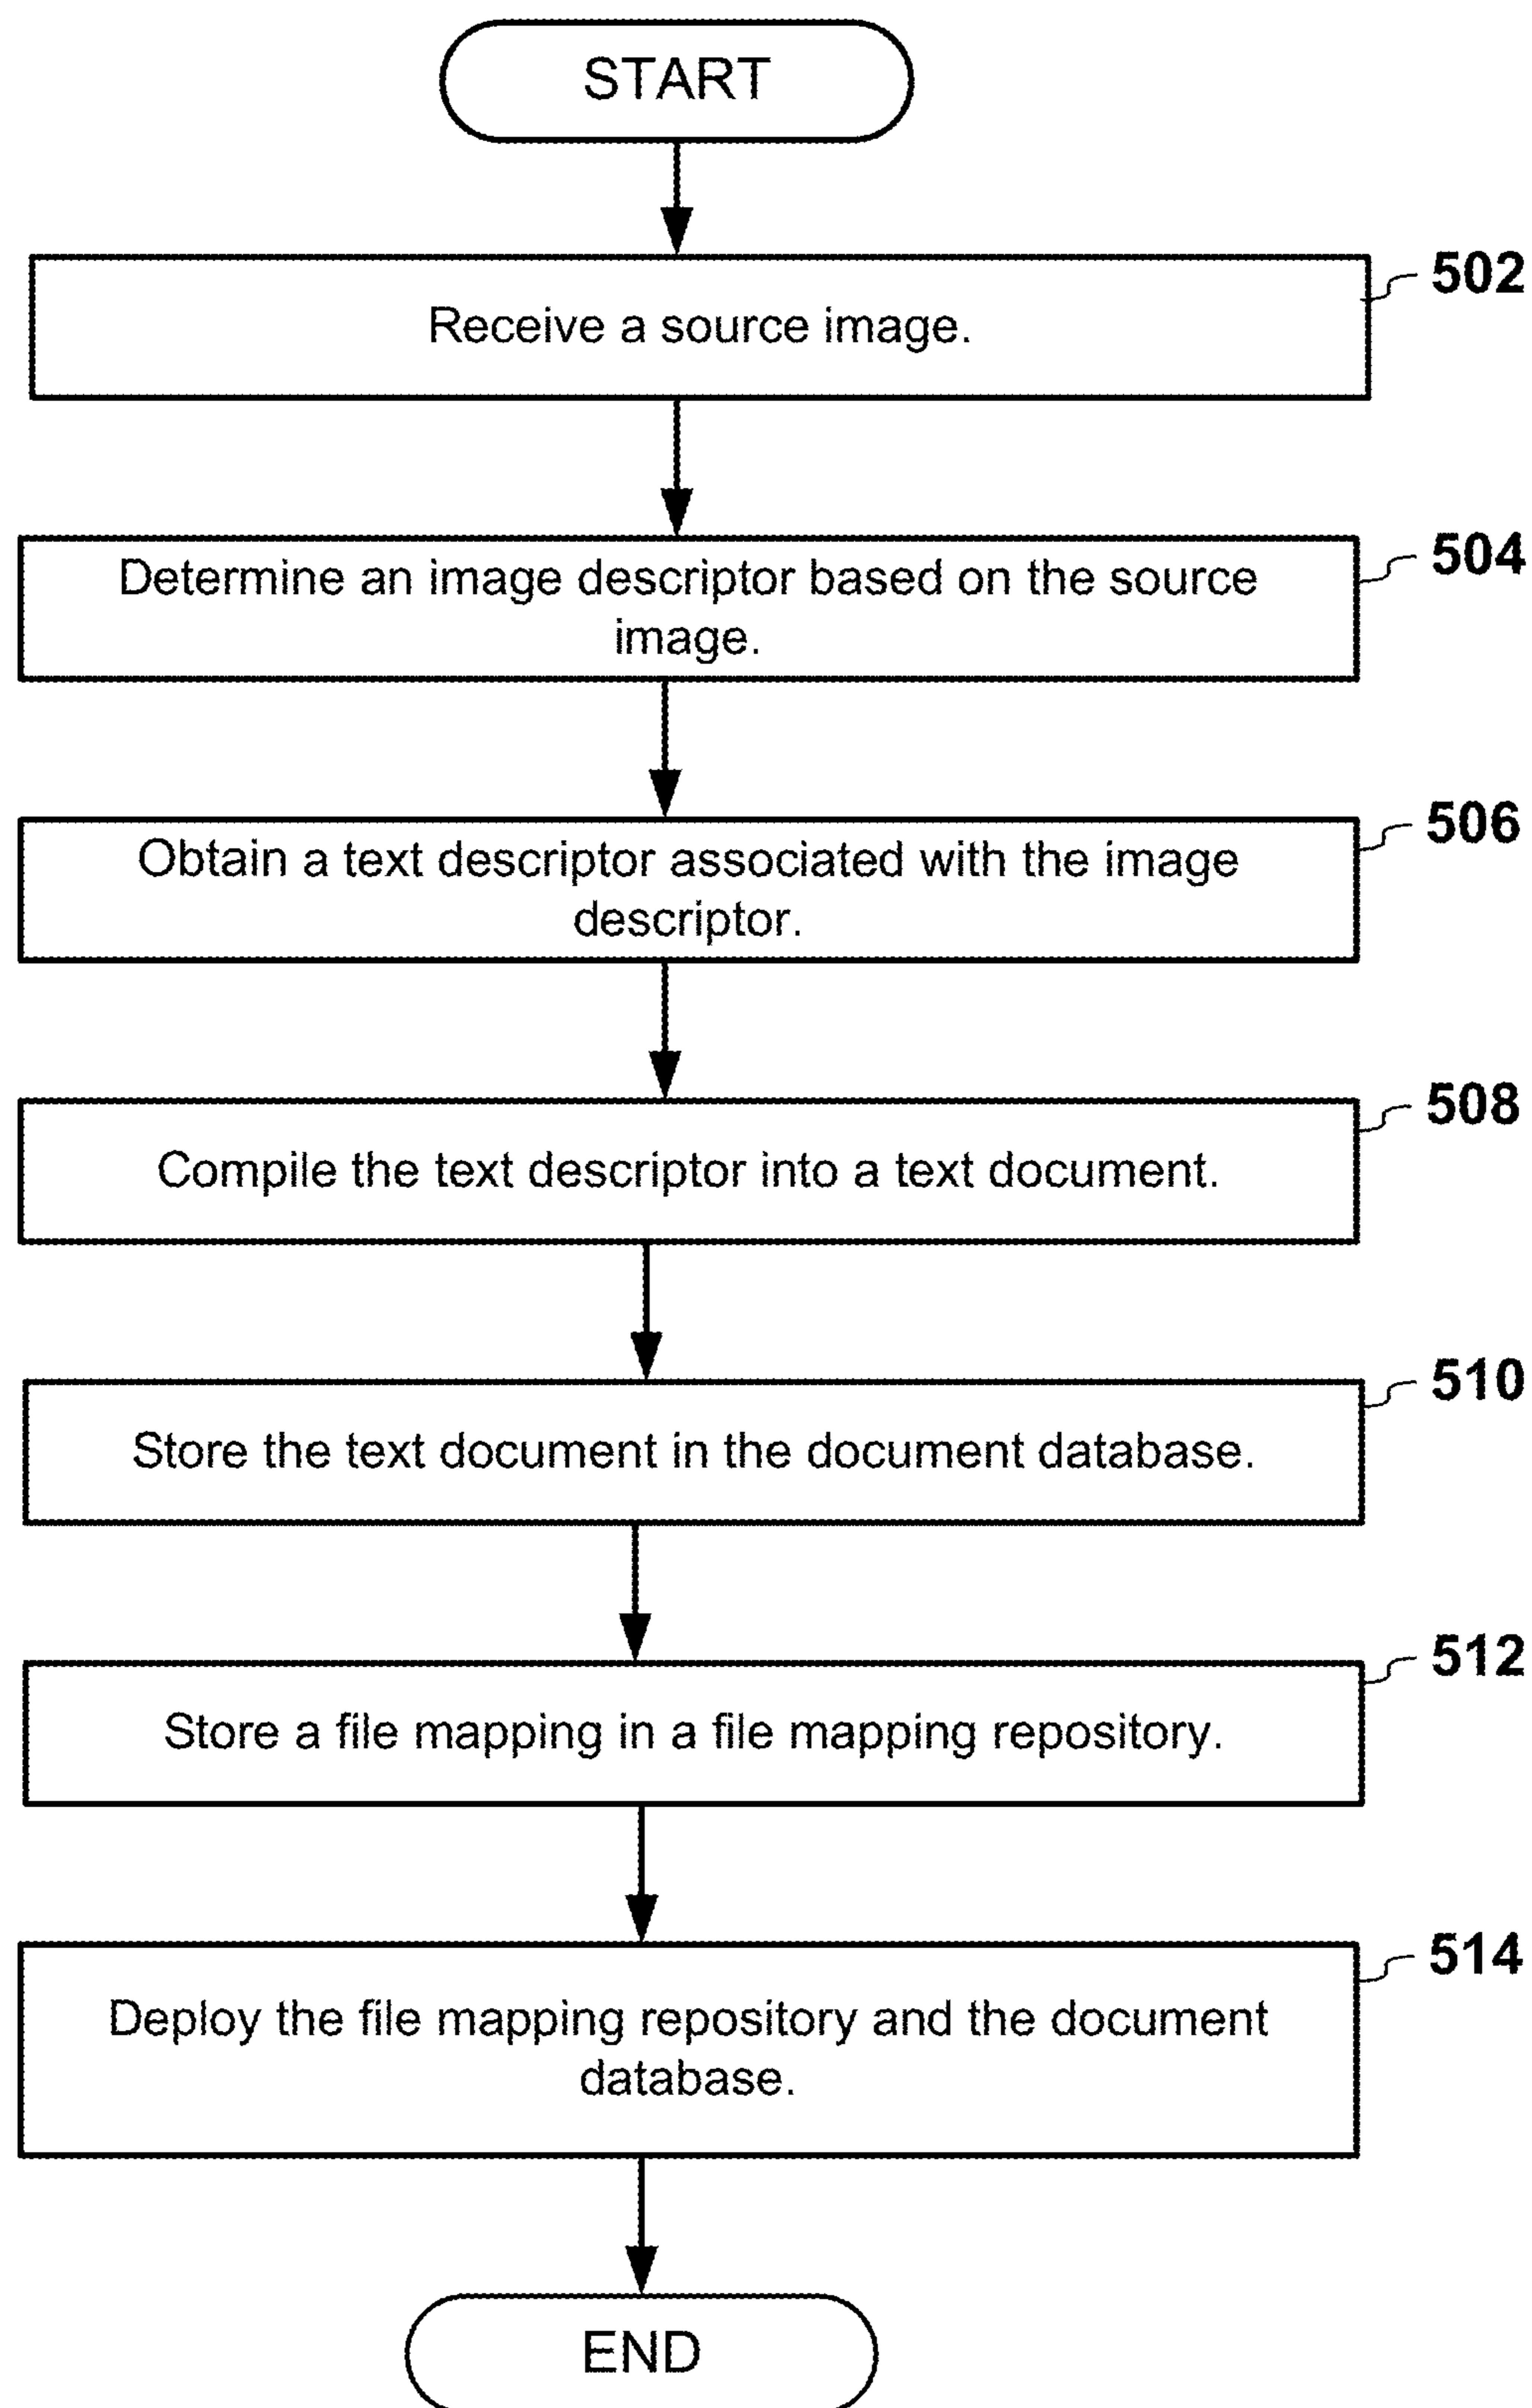 START
502
Receive a source image.
504
Determine an image descriptor based on the source
image.
506
Obtain a text descriptor associated with the image
descriptor.
508
Compile the text descriptor into a text document.
510
Store the text document in the document database.
512
Store a file mapping in a file mapping repository.
514
Deploy the file mapping repository and the document
database.
END